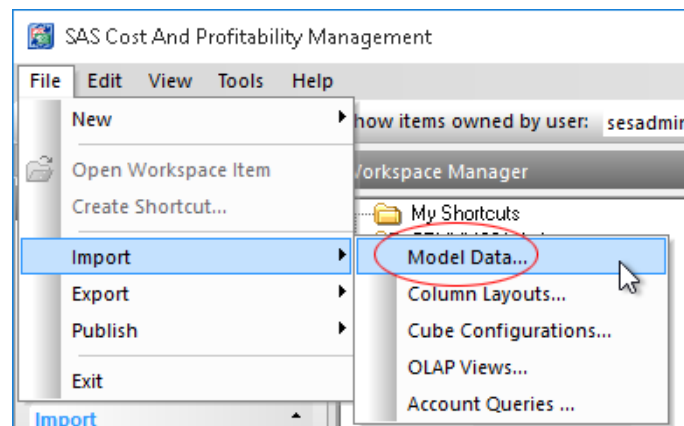 SAS Cost And Profitability Management
File Edit View Tools Help
New
how items owned by user: sesadmin
Open Workspace Item
orkspace Manager
Create Shortcut...
My Shortcuts
Import
Model Data...
Export
Column Layouts...
Publish
Cube Configurations...
OLAP Views...
Exit
Account Queries ...
Import